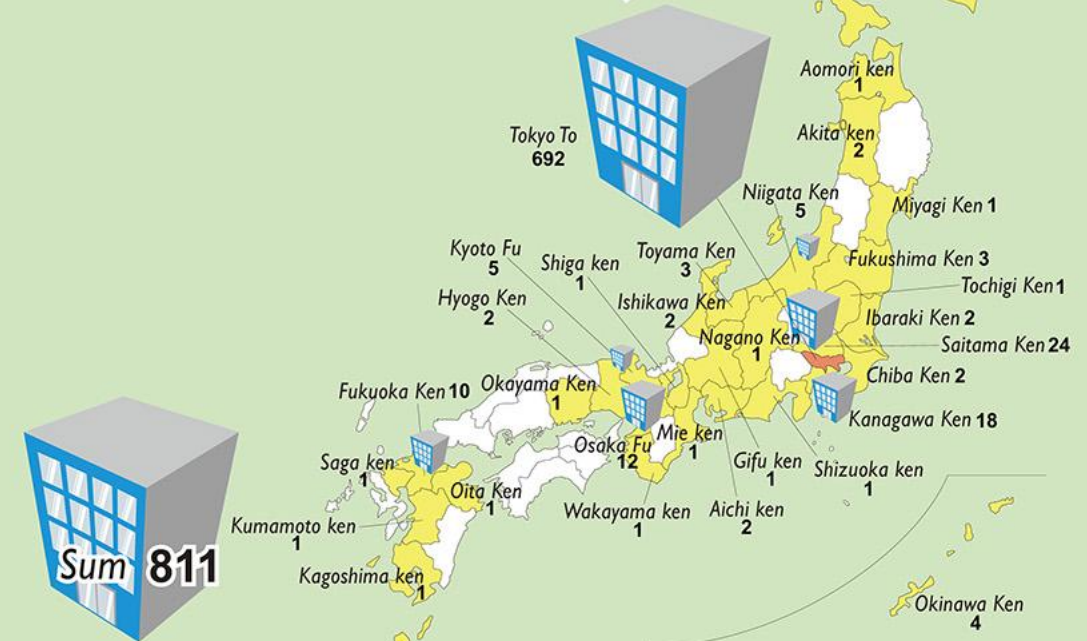 Aomori ken
1
Akita ken
2
Tokyo To
692
Niigata Ken
5
Miyagi Ken 1
Kyoto Fu
5
Shiga ken
1
Toyama Ken
3
Fukushima Ken 3
Tochigi Ken 1
Hyogo Ken
2
Ishikawa Ken
2
Ibaraki Ken 2
Nagano Ken
1
Saitama Ken 24
Chiba Ken 2
Fukuoka Ken 10
Okayama Ken
1
Kanagawa Ken 18
Osaka Fu
12
Mie ken
1
Saga ken
1
Gifu ken
1
Shizuoka ken
1
Oita Ken
1
Wakayama ken
1
Aichi ken
2
Kumamoto ken
1
Sum 811
Kagoshima ken
1
Okinawa Ken
4